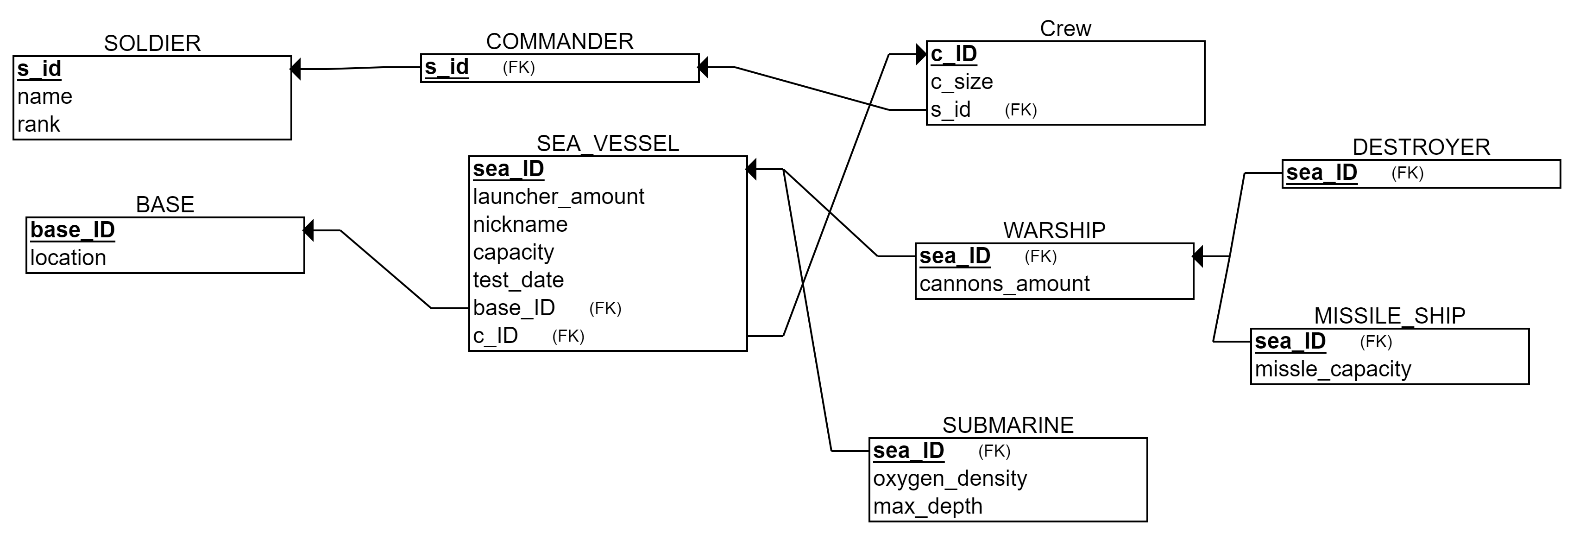 SOLDIER
s_id
name
rank
COMMANDER
s_id (FK)
Crew
c_ID
c_size
s_id (FK)
SEA_VESSEL
sea_ID
launcher_amount
nickname
capacity
test_date
base_ID (FK)
c_ID (FK)
BASE
base_ID
location
WARSHIP
sea_ID (FK)
cannons_amount
DESTROYER
sea_ID (FK)
MISSILE_SHIP
sea_ID (FK)
missle_capacity
SUBMARINE
sea_ID (FK)
oxygen_density
max_depth